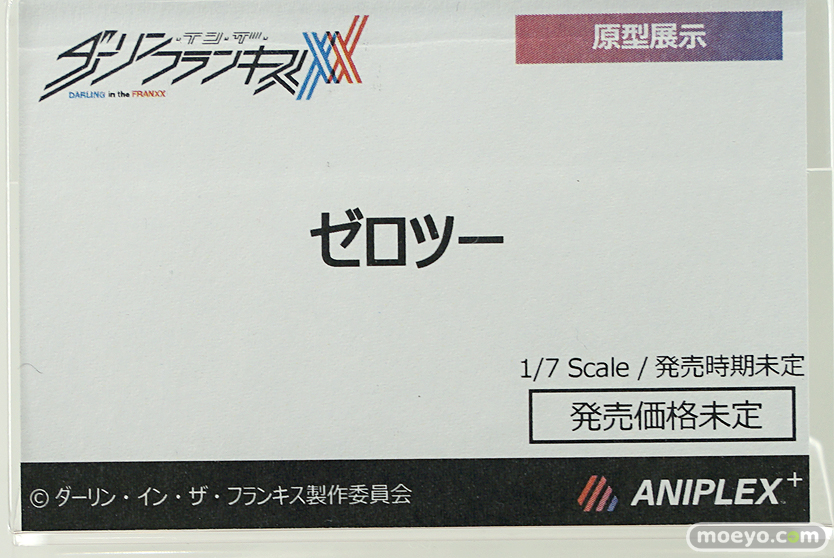 ダーリン・イン・ザ・フランキスXX
DARLING in the FRANXX
原型展示
ゼロツー
1/7 Scale / 発売時期未定
発売価格未定
© ダーリン・イン・ザ・フランキス製作委員会
ANIPLEX+
moeyo.com